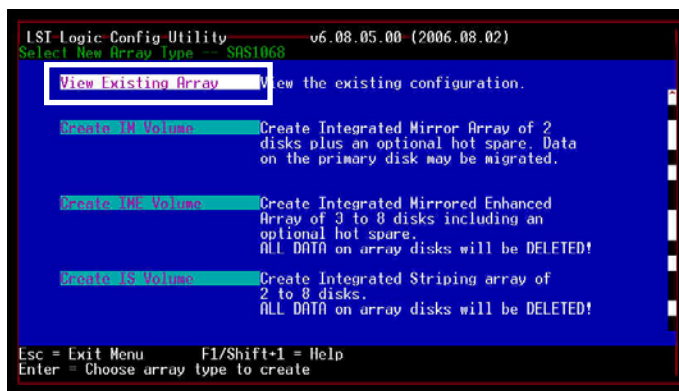 LST Logic Config Utility v6.08.05.00 (2006.08.02)
Select New Array Type -- SAS1068
View Existing Array View the existing configuration.
Create IM Volume Create Integrated Mirror Array of 2
disks plus an optional hot spare. Data
on the primary disk may be migrated.
Create IME Volume Create Integrated Mirrored Enhanced
Array of 3 to 8 disks including an
optional hot spare.
ALL DATA on array disks will be DELETED!
Create IS Volume Create Integrated Striping array of
2 to 8 disks.
ALL DATA on array disks will be DELETED!
Esc = Exit Menu F1/Shift+1 = Help
Enter = Choose array type to create